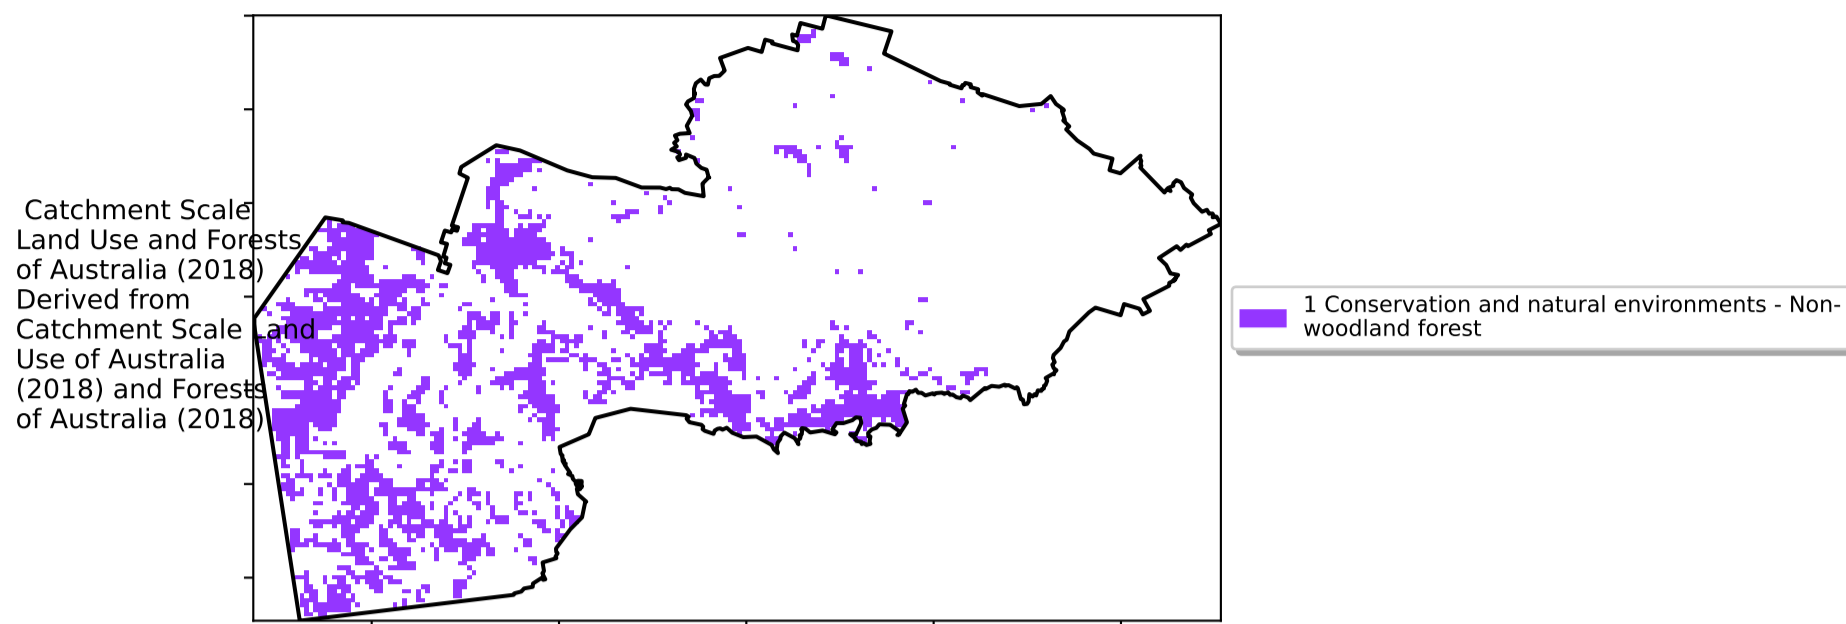 Catchment Scale
Land Use and Forests
of Australia (2018)
Derived from
Catchment Scale Land
Use of Australia
(2018) and Forests
of Australia (2018)
1 Conservation and natural environments - Non-
woodland forest